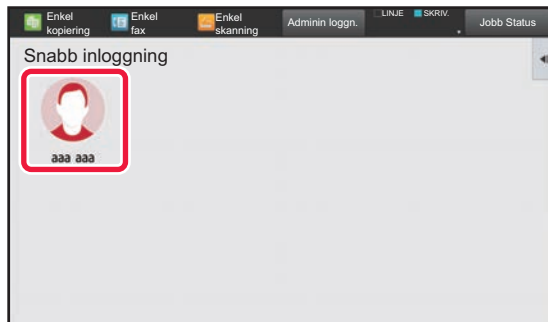 Enkel kopiering
Enkel fax
Enkel skanning
Adminin loggn.
LINJE
SKRIV.
Jobb Status
Snabb inloggning
aaa aaa